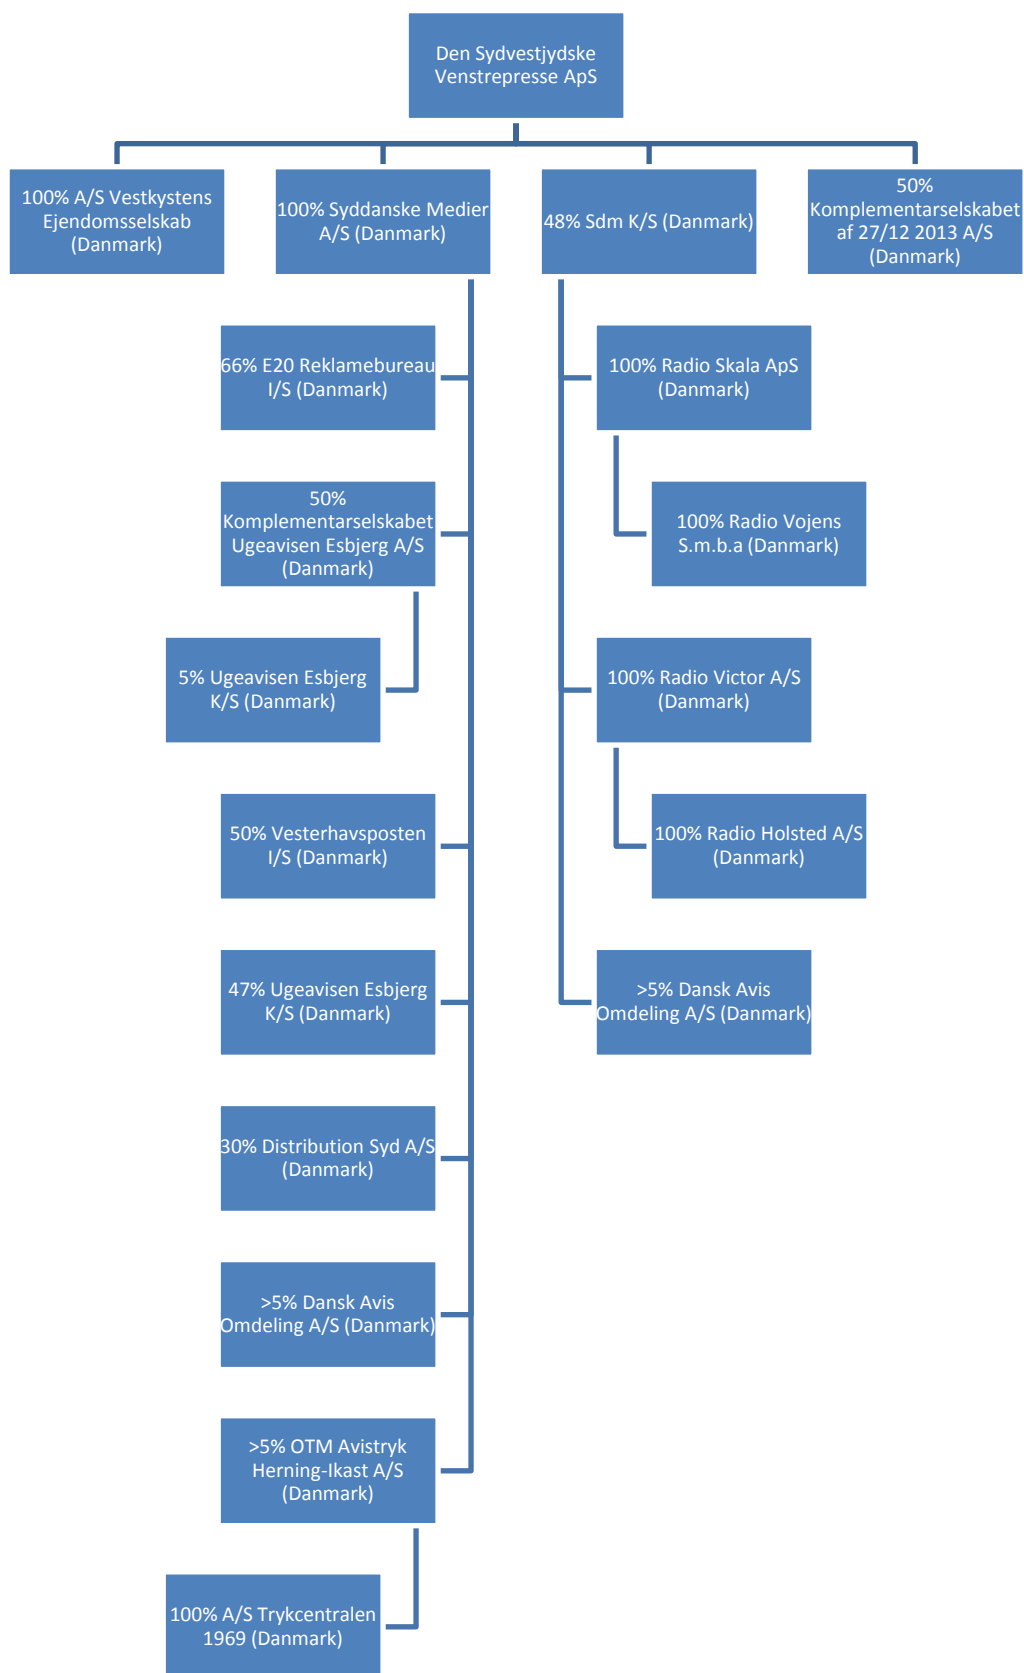 Den Sydvestjydske
Venstrepresse ApS
100% A/S Vestkystens
Ejendomsselskab
(Danmark)
100% Syddanske Medier
A/S (Danmark)
48% Sdm K/S (Danmark)
50%
Komplementarselskabet
af 27/12 2013 A/S
(Danmark)
66% E20 Reklamebureau
I/S (Danmark)
50%
Komplementarselskabet
Ugeavisen Esbjerg A/S
(Danmark)
5% Ugeavisen Esbjerg
K/S (Danmark)
50% Vesterhavsposten
I/S (Danmark)
47% Ugeavisen Esbjerg
K/S (Danmark)
30% Distribution Syd A/S
(Danmark)
>5% Dansk Avis
Omdeling A/S (Danmark)
>5% OTM Avistryk
Herning-Ikast A/S
(Danmark)
100% A/S Trykcentralen
1969 (Danmark)
100% Radio Skala ApS
(Danmark)
100% Radio Vojens
S.m.b.a (Danmark)
100% Radio Victor A/S
(Danmark)
100% Radio Holsted A/S
(Danmark)
>5% Dansk Avis
Omdeling A/S (Danmark)